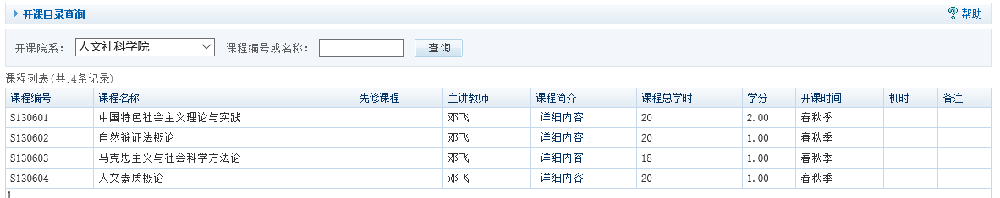 开课目录查询 帮助
开课院系： 人文社科学院 课程编号或名称： 查询
课程列表(共:4条记录)
课程编号 课程名称 先修课程 主讲教师 课程简介 课程总学时 学分 开课时间 机时 备注
S130601 中国特色社会主义理论与实践 邓飞 详细内容 20 2.00 春秋季
S130602 自然辩证法概论 邓飞 详细内容 20 1.00 春秋季
S130603 马克思主义与社会科学方法论 邓飞 详细内容 18 1.00 春秋季
S130604 人文素质概论 邓飞 详细内容 20 1.00 春秋季
1